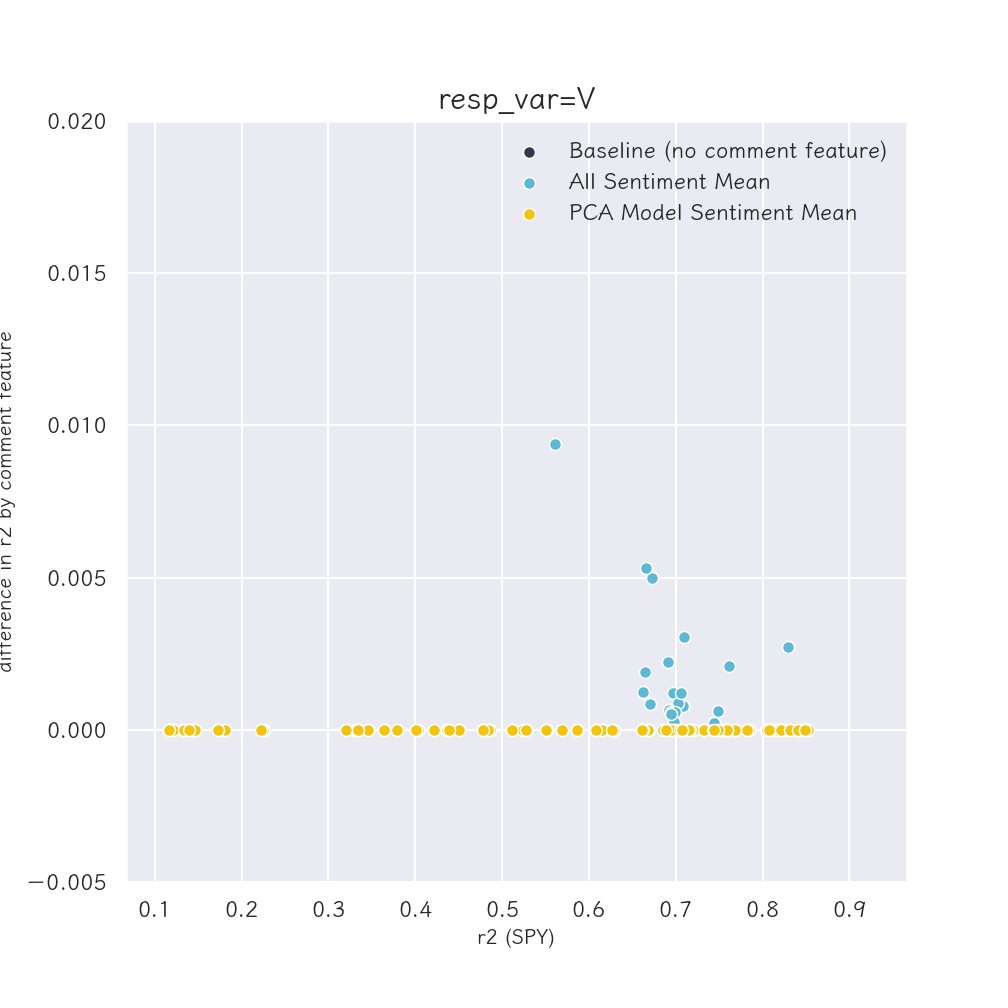 resp_var=V
0.020
0.015
0.010
0.005
0.000
−0.005
difference in r2 by comment feature
Baseline (no comment feature)
All Sentiment Mean
PCA Model Sentiment Mean
0.1 0.2 0.3 0.4 0.5 0.6 0.7 0.8 0.9
r2 (SPY)